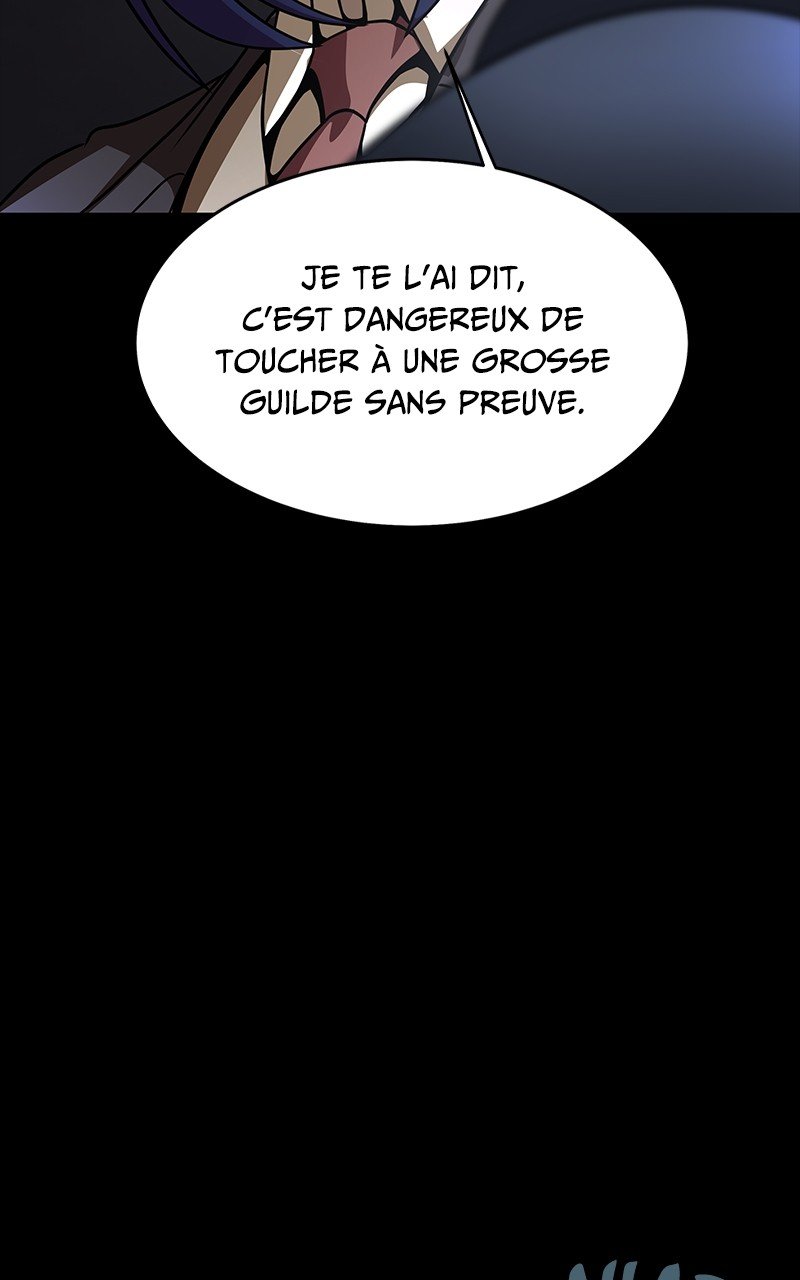 JE TE L'AI DIT,
C'EST DANGEREUX DE
TOUCHER À UNE GROSSE
GUILDE SANS PREUVE.